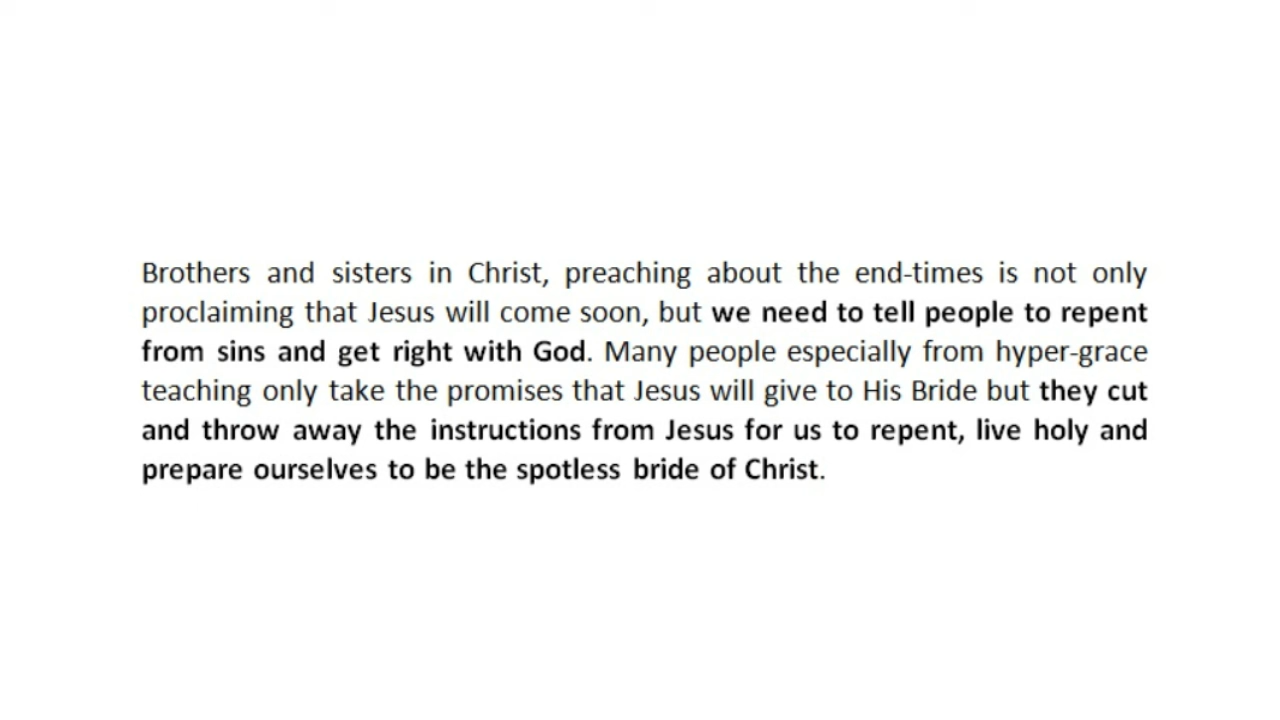 Brothers and sisters in Christ, preaching about the end-times is not only
proclaiming that Jesus will come soon, but we need to tell people to repent
from sins and get right with God. Many people especially from hyper-grace
teaching only take the promises that Jesus will give to His Bride but they cut
and throw away the instructions from Jesus for us to repent, live holy and
prepare ourselves to be the spotless bride of Christ.